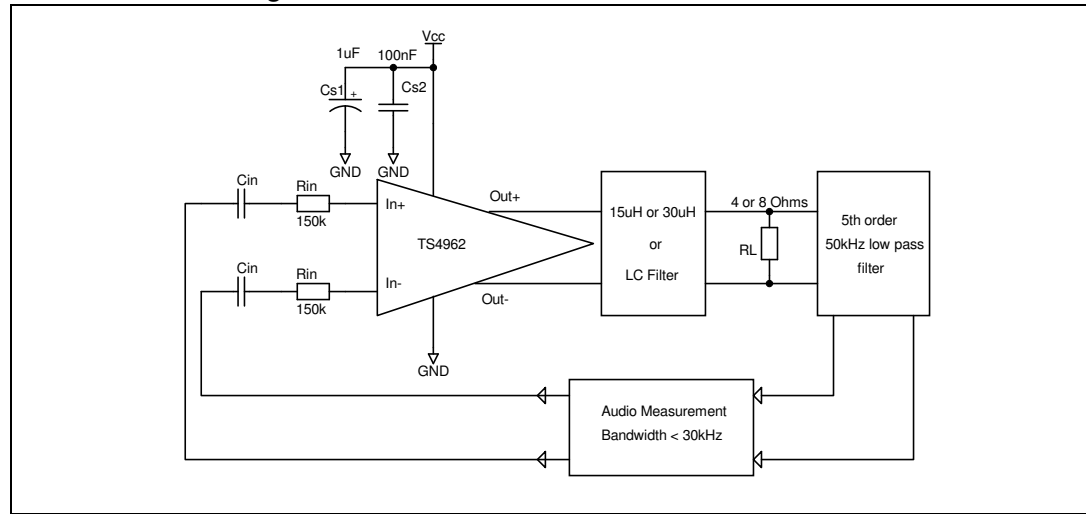 Vcc
1uF
100nF
Cs1
+
Cs2
GND
GND
Cin
Rin
150k
In+
Out+
TS4962
Cin
Rin
150k
In-
Out-
GND
15uH or 30uH
or
LC Filter
4 or 8 Ohms
RL
5th order
50kHz low pass
filter
Audio Measurement
Bandwidth < 30kHz